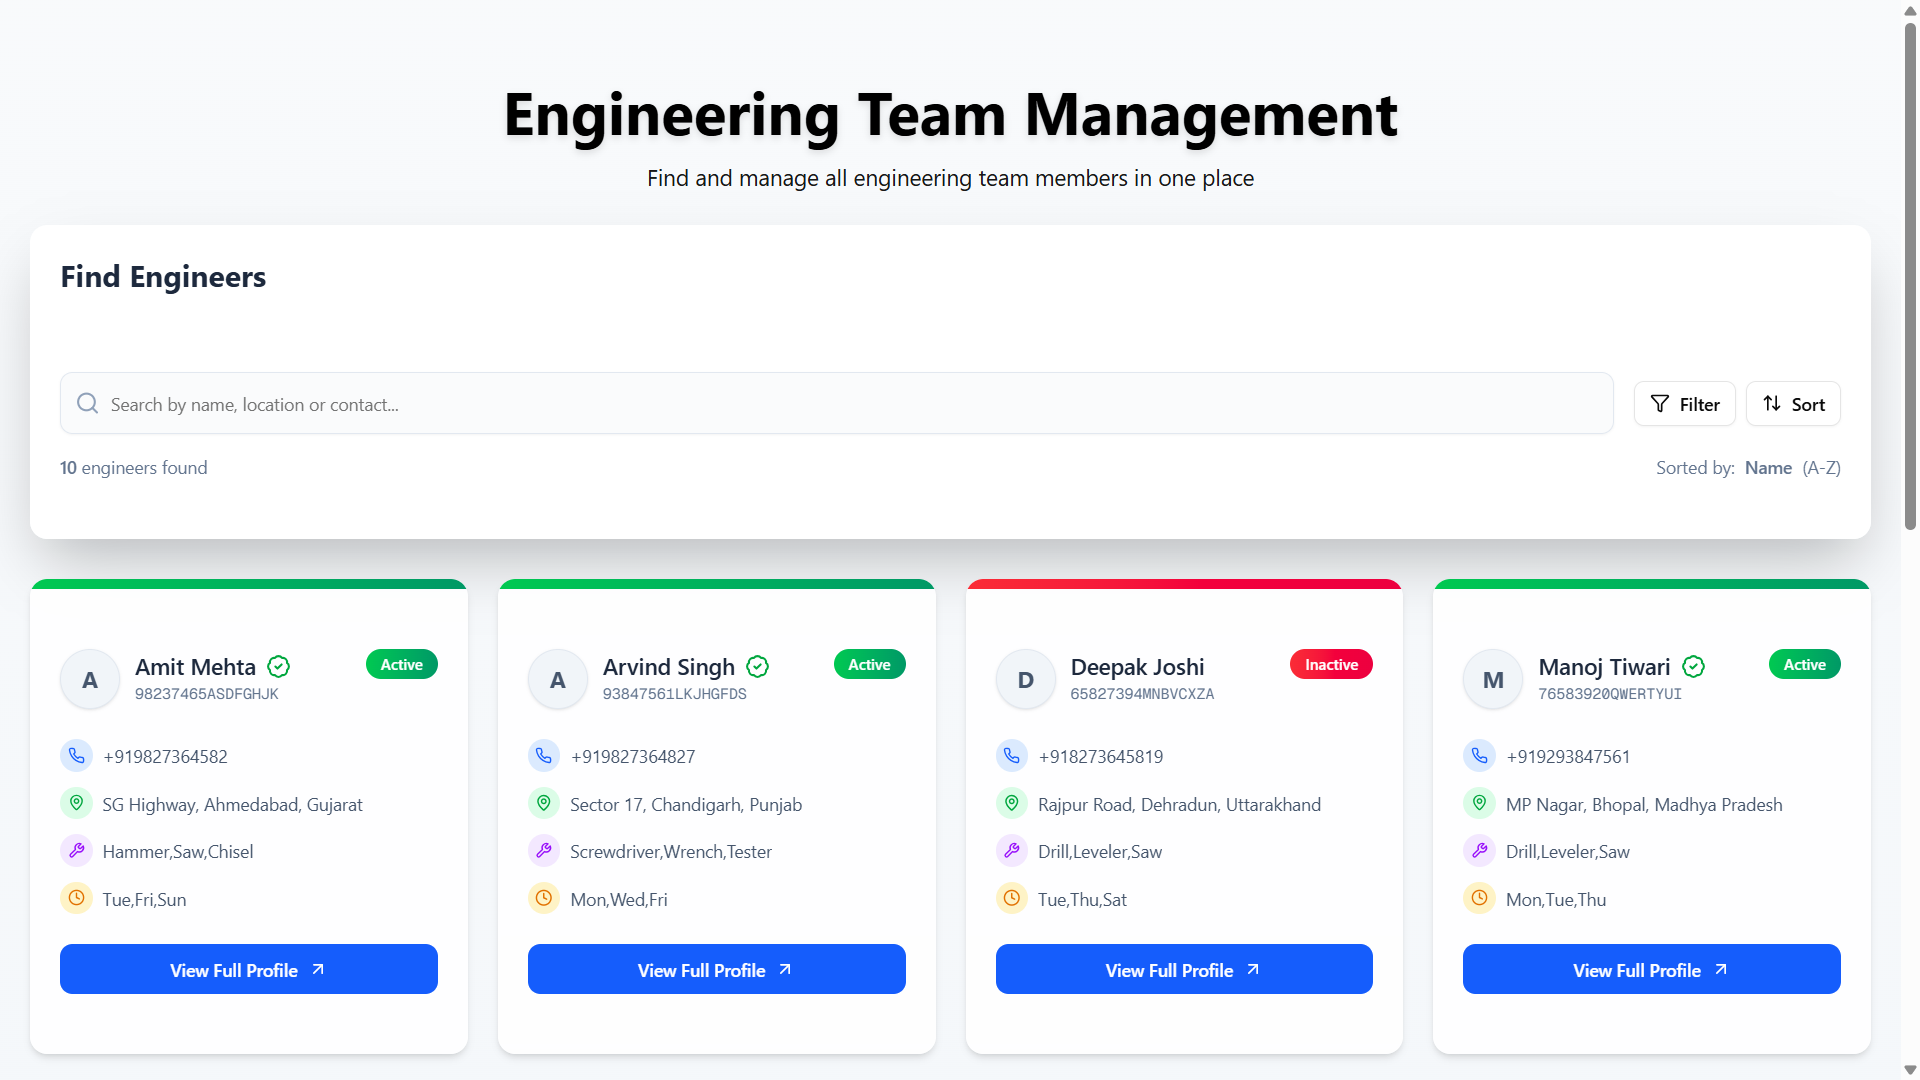 Engineering Team Management
Find and manage all engineering team members in one place
Find Engineers
Search by name, location or contact...
Filter
Sort
10 engineers found
Sorted by: Name (A-Z)
A
Amit Mehta
Active
98237465ASDFGHJK
+919827364582
SG Highway, Ahmedabad, Gujarat
Hammer,Saw,Chisel
Tue,Fri,Sun
View Full Profile
A
Arvind Singh
Active
93847561LKJHGFDS
+919827364827
Sector 17, Chandigarh, Punjab
Screwdriver,Wrench,Tester
Mon,Wed,Fri
View Full Profile
D
Deepak Joshi
Inactive
65827394MNBVCXZA
+918273645819
Rajpur Road, Dehradun, Uttarakhand
Drill,Leveler,Saw
Tue,Thu,Sat
View Full Profile
M
Manoj Tiwari
Active
76583920QWERTYUI
+919293847561
MP Nagar, Bhopal, Madhya Pradesh
Drill,Leveler,Saw
Mon,Tue,Thu
View Full Profile